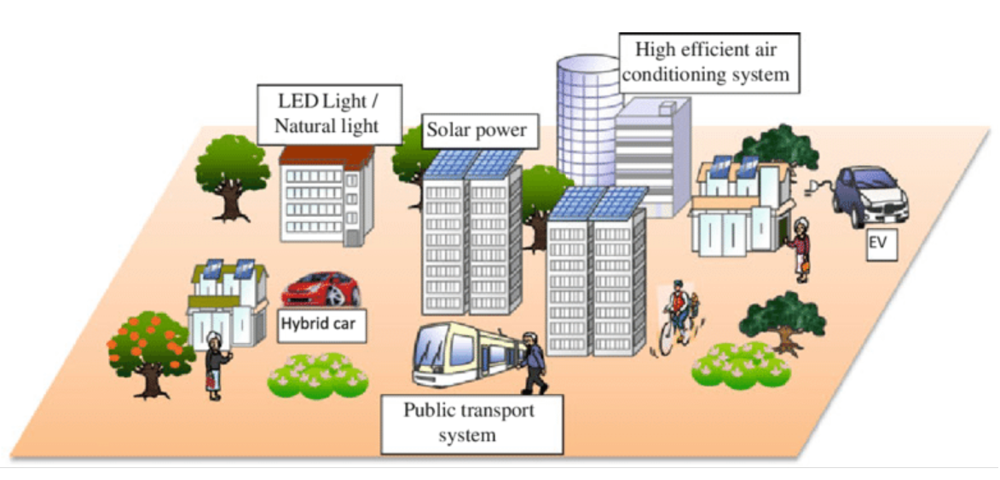 High efficient air
conditioning system
LED Light /
Natural light
Solar power
EV
Hybrid car
Public transport
system